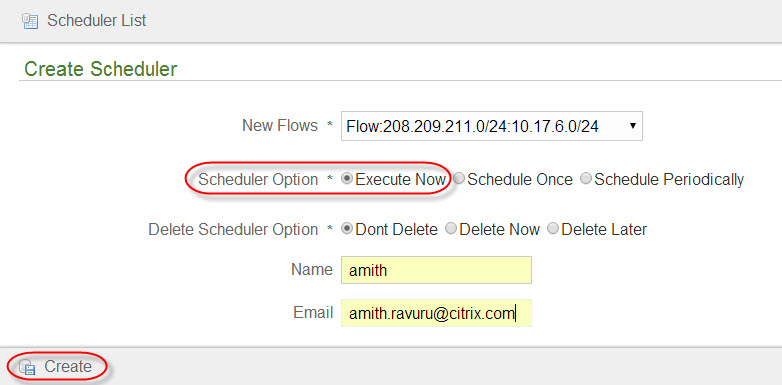 Scheduler List
Create Scheduler
New Flows * Flow:208.209.211.0/24:10.17.6.0/24
Scheduler Option * Execute Now Schedule Once Schedule Periodically
Delete Scheduler Option * Dont Delete Delete Now Delete Later
Name amith
Email amith.ravuru@citrix.com
Create